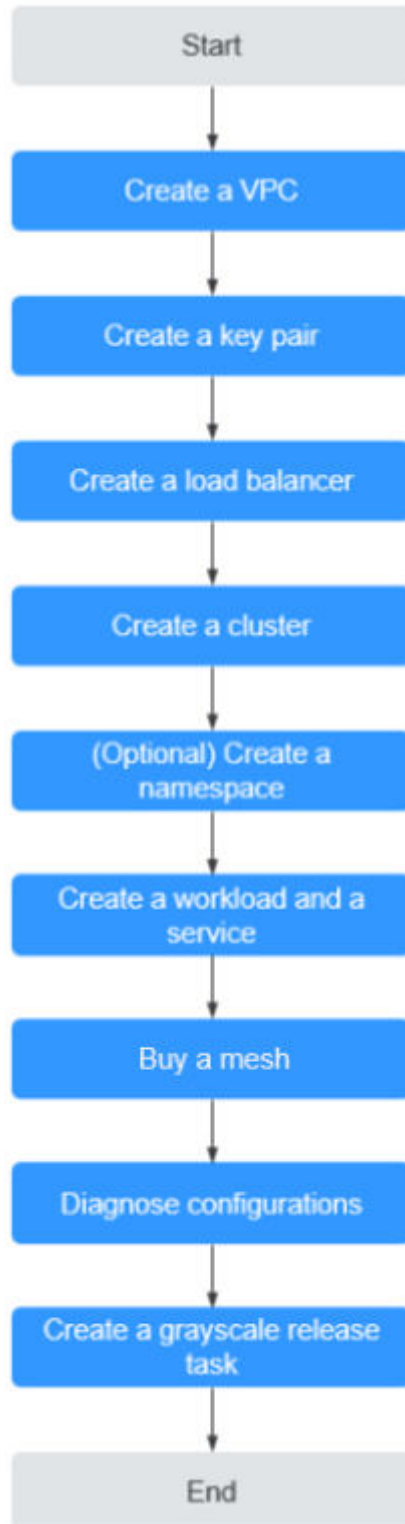 Start
Create a VPC
Create a key pair
Create a load balancer
Create a cluster
(Optional) Create a
namespace
Create a workload and a
service
Buy a mesh
Diagnose configurations
Create a grayscale release
task
End